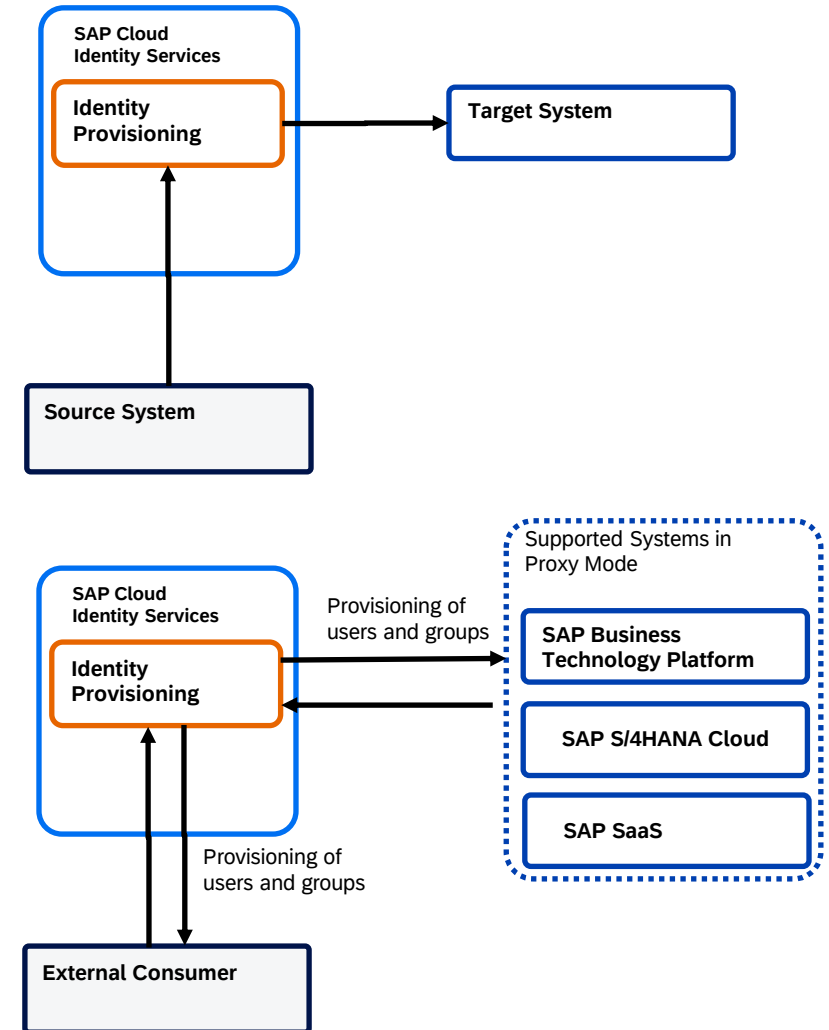 SAP Cloud
Identity Services
Identity
Provisioning
Target System
Source System
Supported Systems in
Proxy Mode
SAP Cloud
Identity Services
Provisioning of
users and groups
Identity
Provisioning
SAP Business
Technology Platform
SAP S/4HANA Cloud
SAP SaaS
Provisioning of
users and groups
External Consumer